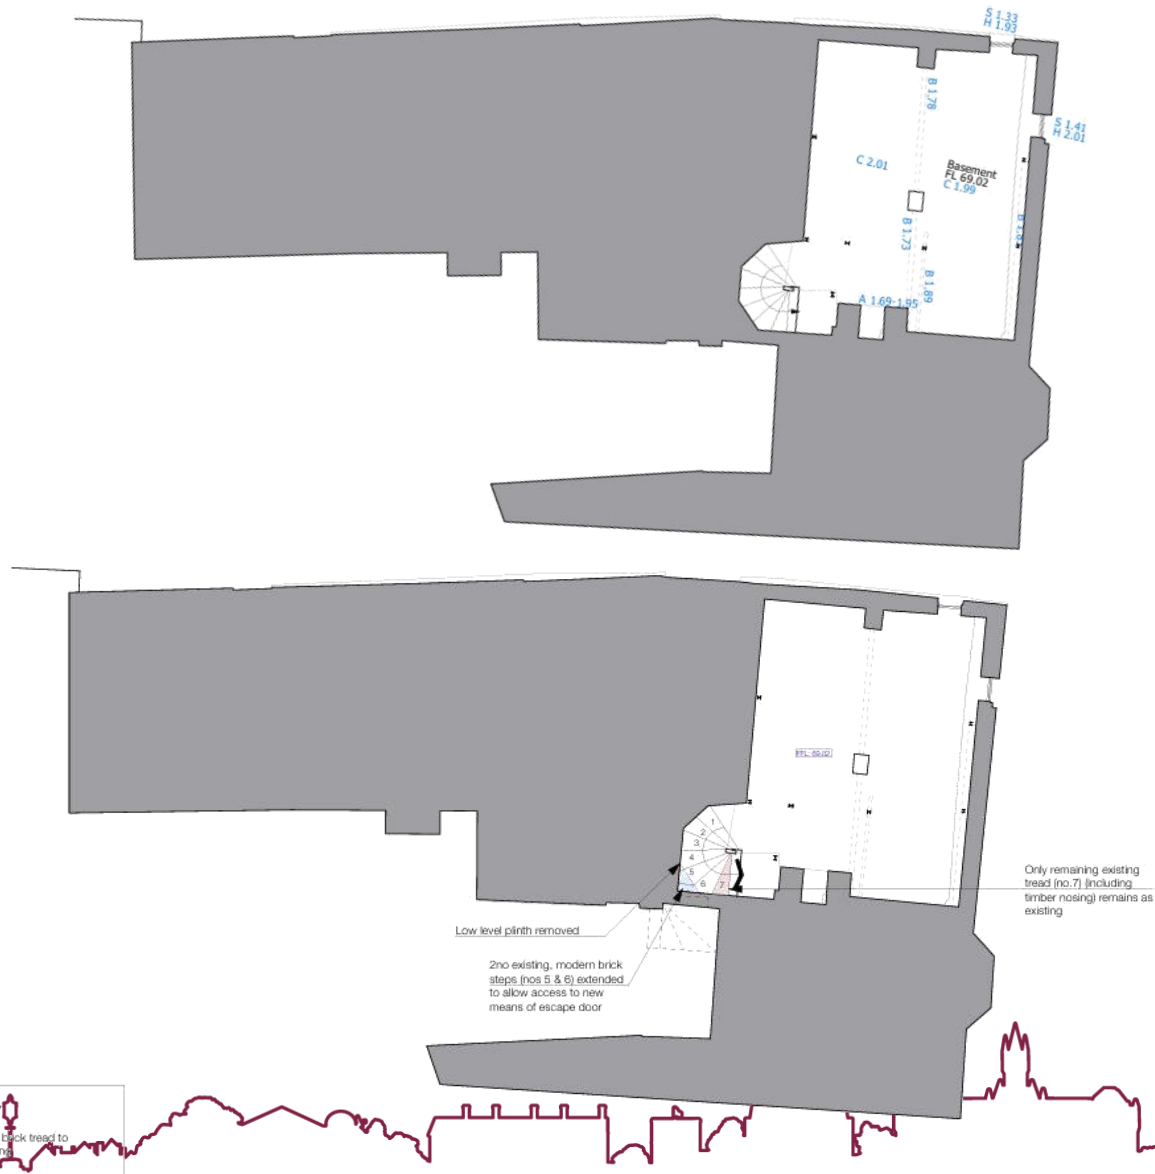 S 1.33
H 1.93
B 1.78
S 1.41
H 2.01
C 2.01
Basement
FL 69.02
C 1.99
B 1.73
B 1.89
A 1.69-1.95
FFL 69.02
1
2
3
4
5
6
7
Only remaining existing
tread (no.7) (including
timber nosing) remains as
existing
Low level plinth removed
2no existing, modern brick
steps (nos 5 & 6) extended
to allow access to new
means of escape door
brick tread to